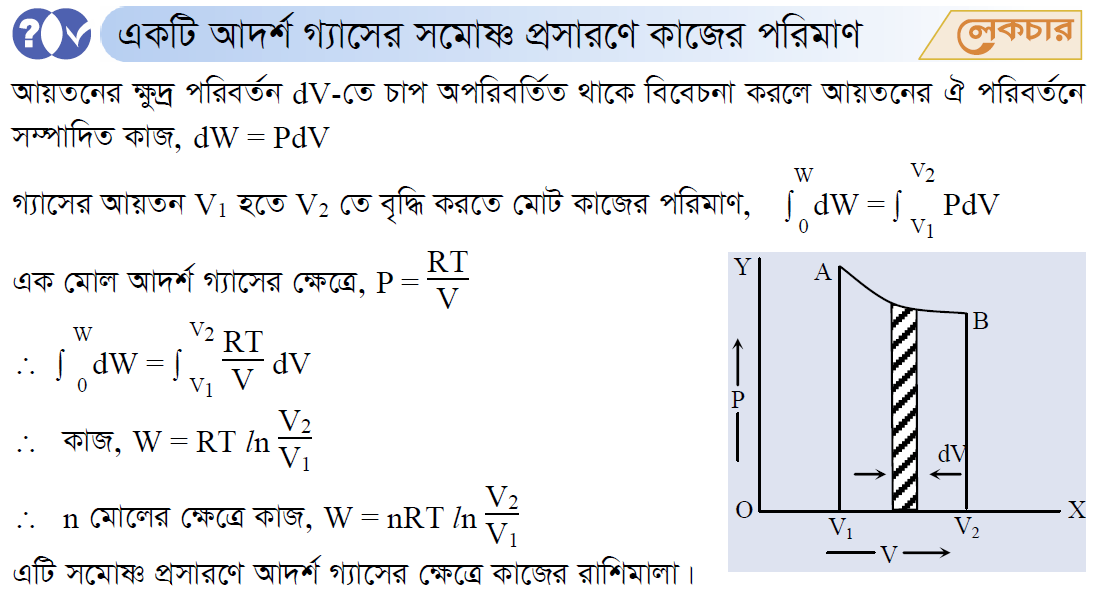 একটি আদর্শ গ্যাসের সমোষ্ণ প্রসারণে কাজের পরিমাণ
লেকচার
আয়তনের ক্ষুদ্র পরিবর্তন dV-তে চাপ অপরিবর্তিত থাকে বিবেচনা করলে আয়তনের ঐ পরিবর্তনে
সম্পাদিত কাজ, dW = PdV
গ্যাসের আয়তন V₁ হতে V₂ তে বৃদ্ধি করতে মোট কাজের পরিমাণ, ∫₀ᵂ dW = ∫_{V₁}^{V₂} PdV
এক মোল আদর্শ গ্যাসের ক্ষেত্রে, P = RT/V
∴ ∫₀ᵂ dW = ∫_{V₁}^{V₂} RT/V dV
∴ কাজ, W = RT ln V₂/V₁
∴ n মোলের ক্ষেত্রে কাজ, W = nRT ln V₂/V₁
এটি সমোষ্ণ প্রসারণে আদর্শ গ্যাসের ক্ষেত্রে কাজের রাশিমালা।
Y
A
B
P
dV
O
X
V₁
V₂
V